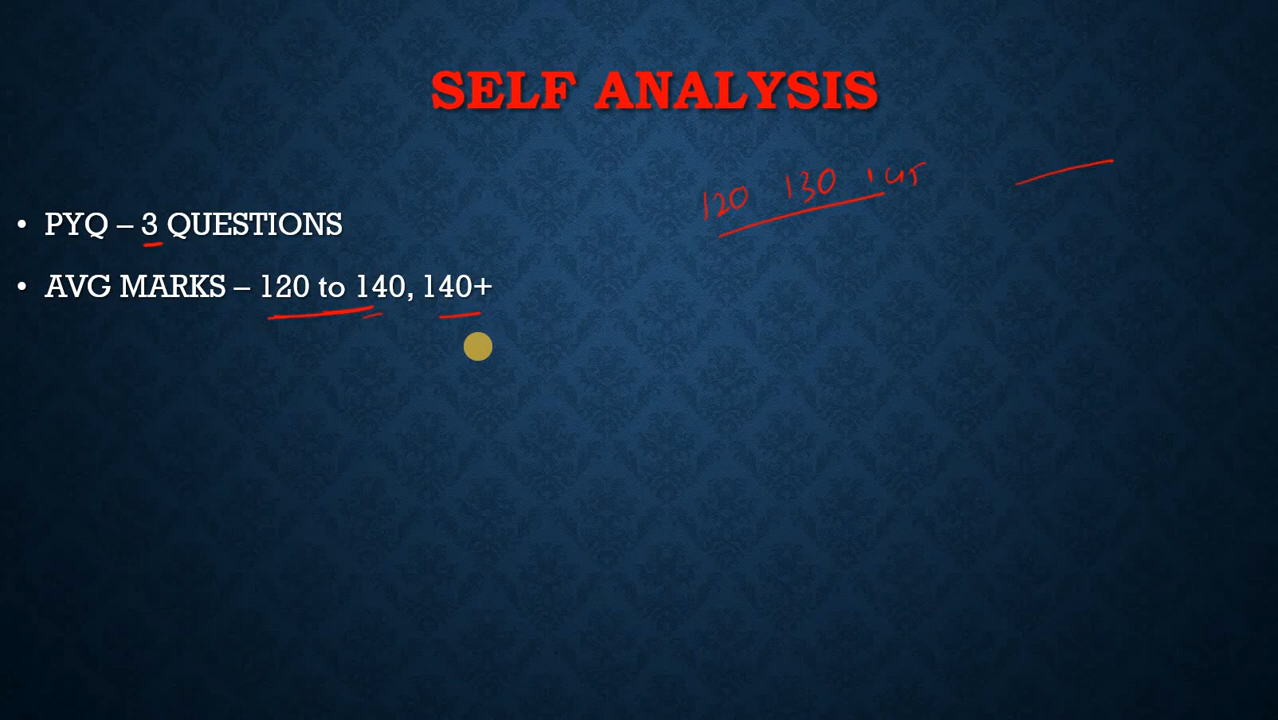 SELF ANALYSIS
120 130 145
• PYQ – 3 QUESTIONS
• AVG MARKS – 120 to 140, 140+